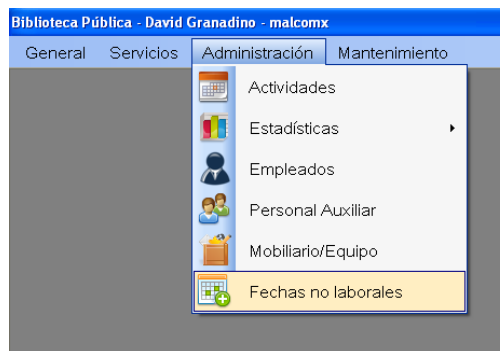 Biblioteca Pública - David Granadino - malcomx
General Servicios Administración Mantenimiento
Actividades
Estadísticas
Empleados
Personal Auxiliar
Mobiliario/Equipo
Fechas no laborales